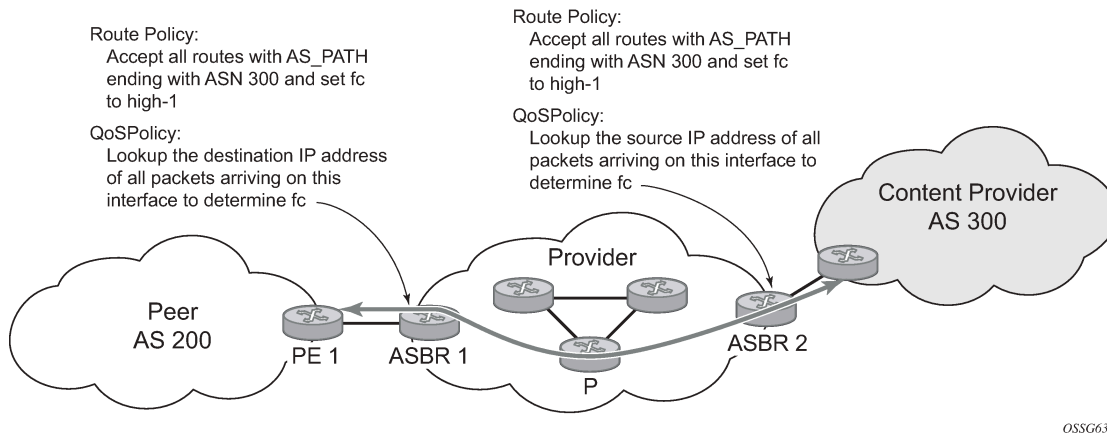 Route Policy:
Accept all routes with AS_PATH
ending with ASN 300 and set fc
to high-1
QoSPolicy:
Lookup the destination IP address
of all packets arriving on this
interface to determine fc
Route Policy:
Accept all routes with AS_PATH
ending with ASN 300 and set fc
to high-1
QoSPolicy:
Lookup the source IP address of all
packets arriving on this interface to
determine fc
Content Provider
AS 300
Provider
Peer
AS 200
PE 1
ASBR 1
P
ASBR 2
OSSG63